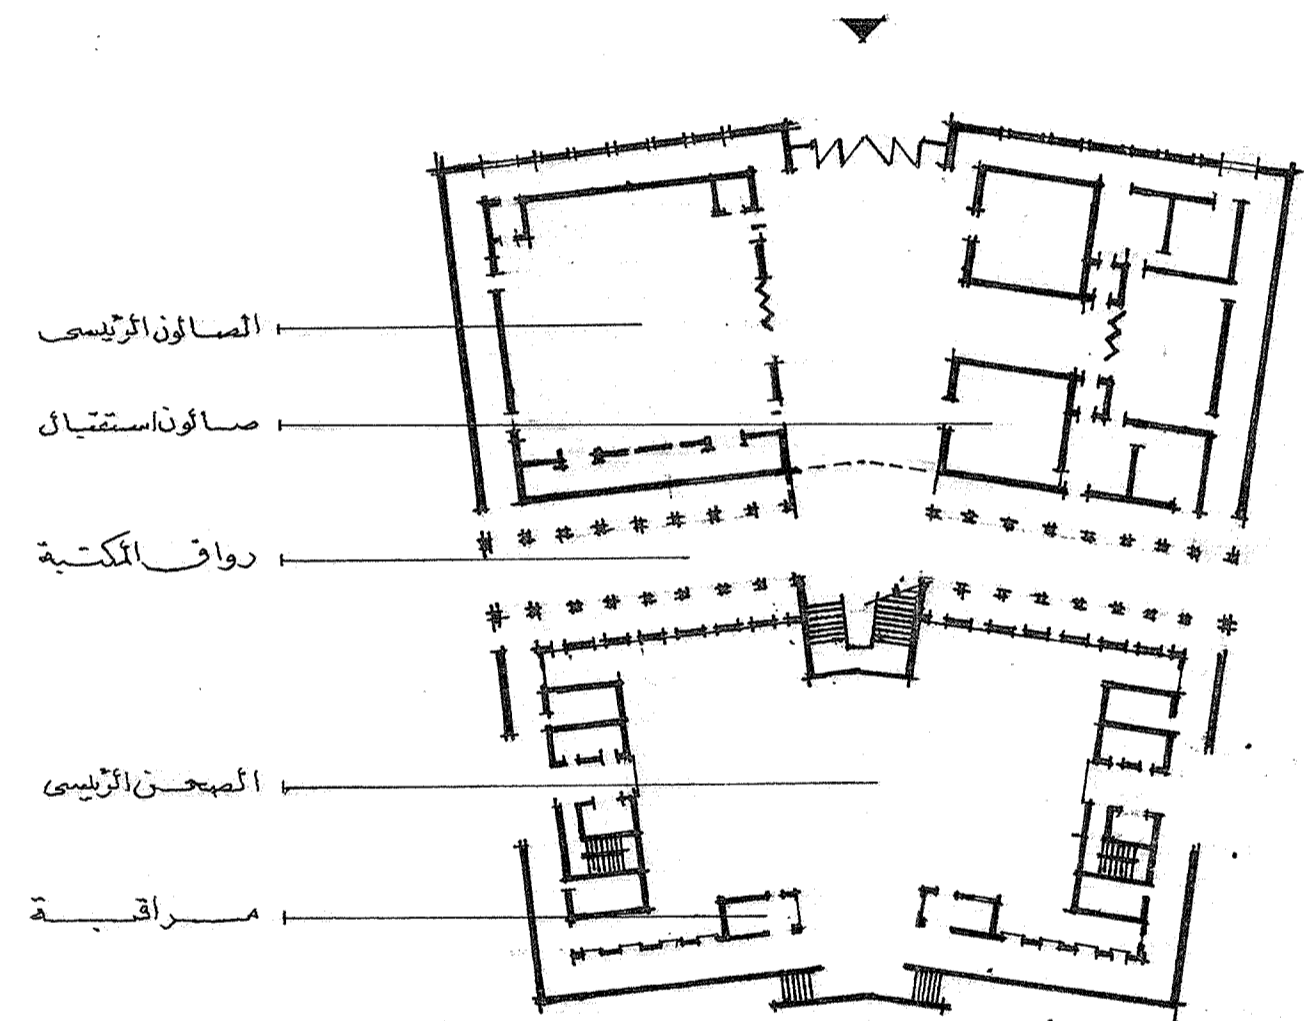 الصالون الرئيسى
صالون استقبال
رواق المكتبة
الصحن الرئيسى
مراقبة